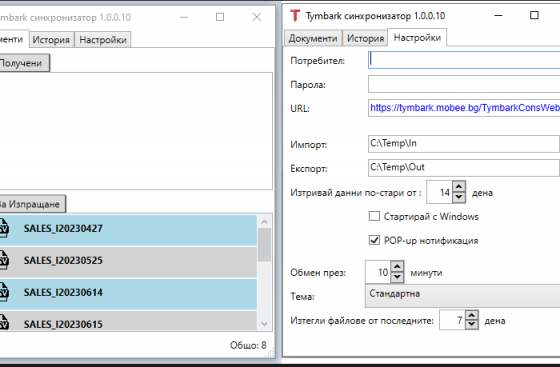 mbark синхронизатор 1.0.0.10
менти История Настройки
Получени
За Изпращане
SALES_I20230427
SALES_I20230525
SALES_I20230614
SALES_I20230615
Общо: 8
Tymbark синхронизатор 1.0.0.10
Документи История Настройки
Потребител:
Парола:
URL: https://tymbark.mobee.bg/TymbarkConsWeb
Импорт: C:\Temp\In
Експорт: C:\Temp\Out
Изтривай данни по-стари от : 14 дена
Стартирай с Windows
POP-up нотификация
Обмен през: 10 минути
Тема: Стандартна
Изтегли файлове от последните: 7 дена